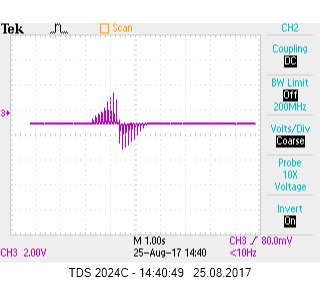 Tek Scan CH2
Coupling
DC
BW Limit
Off
200MHz
3
Volts/Div
Coarse
Probe
10X
Voltage
Invert
On
M 1.00s CH3 80.0mV
CH3 2.00V 25-Aug-17 14:40 <10Hz
TDS 2024C - 14:40:49 25.08.2017